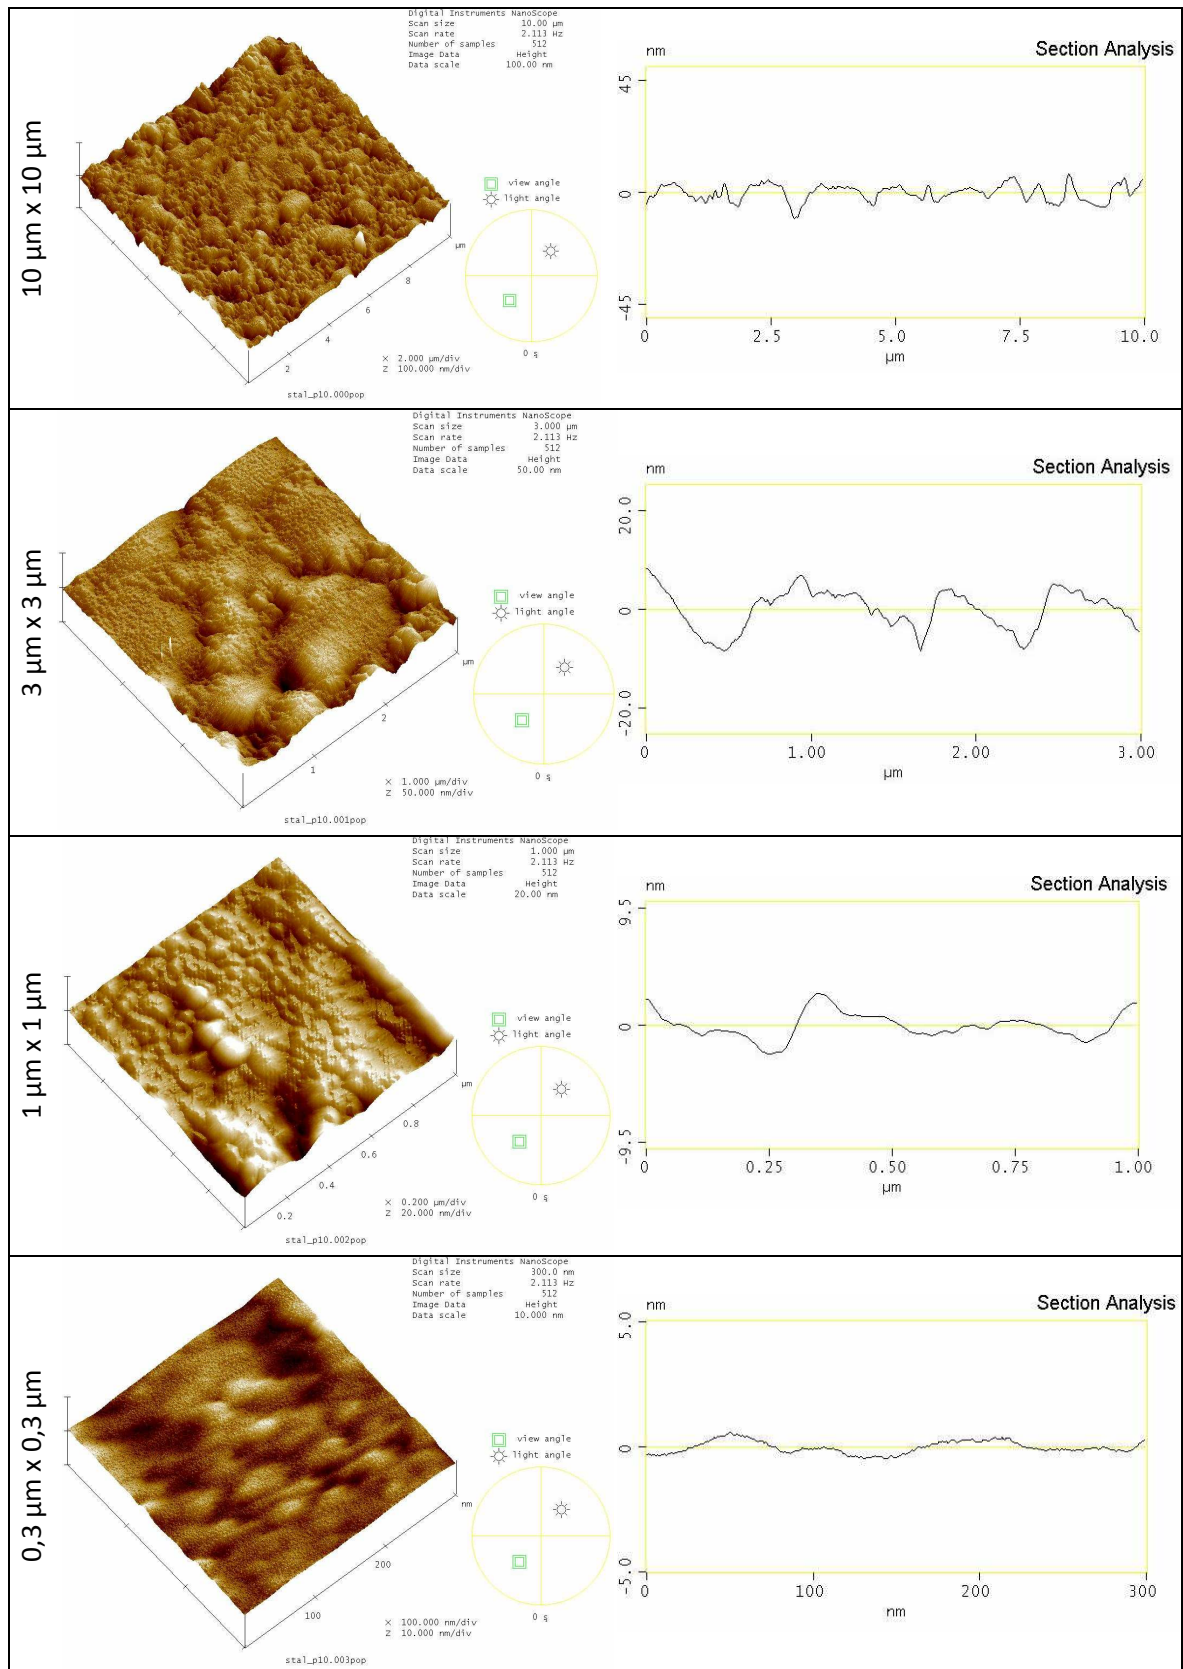 10 µm x 10 µm
Digital Instruments NanoScope
Scan size 10.00 µm
Scan rate 2.113 Hz
Number of samples 512
Image Data Height
Data scale 100.00 nm
view angle
light angle
0 §
µm
8
6
4
2
X 2.000 µm/div
Z 100.000 nm/div
stal_p10.000pop
nm
Section Analysis
45
0
-45
0 2.5 5.0 7.5 10.0
µm
3 µm x 3 µm
Digital Instruments NanoScope
Scan size 3.000 µm
Scan rate 2.113 Hz
Number of samples 512
Image Data Height
Data scale 50.00 nm
view angle
light angle
0 §
µm
2
1
X 1.000 µm/div
Z 50.000 nm/div
stal_p10.001pop
nm
Section Analysis
20.0
0
-20.0
0 1.00 2.00 3.00
µm
1 µm x 1 µm
Digital Instruments NanoScope
Scan size 1.000 µm
Scan rate 2.113 Hz
Number of samples 512
Image Data Height
Data scale 20.00 nm
view angle
light angle
0 §
µm
0.8
0.6
0.4
0.2
X 0.200 µm/div
Z 20.000 nm/div
stal_p10.002pop
nm
Section Analysis
9.5
0
-9.5
0 0.25 0.50 0.75 1.00
µm
0,3 µm x 0,3 µm
Digital Instruments NanoScope
Scan size 300.0 nm
Scan rate 2.113 Hz
Number of samples 512
Image Data Height
Data scale 10.000 nm
view angle
light angle
0 §
nm
200
100
X 100.000 nm/div
Z 10.000 nm/div
stal_p10.003pop
nm
Section Analysis
5.0
0
-5.0
0 100 200 300
nm